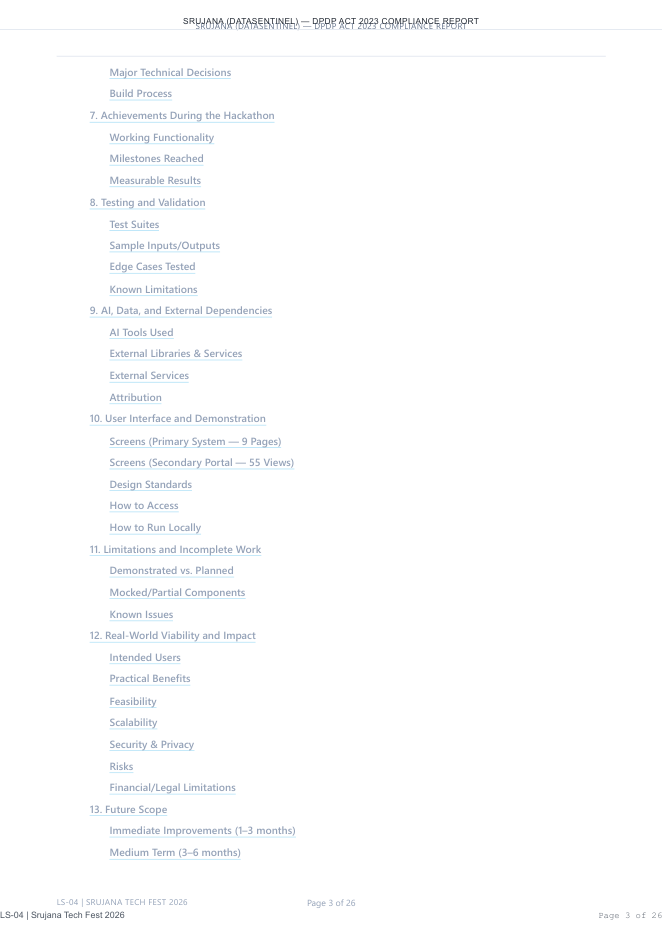 SRUJANA (DATASENTINEL) — DPDP ACT 2023 COMPLIANCE REPORT
SRUJANA (DATASENTINEL) — DPDP ACT 2023 COMPLIANCE REPORT
Major Technical Decisions
Build Process
7. Achievements During the Hackathon
Working Functionality
Milestones Reached
Measurable Results
8. Testing and Validation
Test Suites
Sample Inputs/Outputs
Edge Cases Tested
Known Limitations
9. AI, Data, and External Dependencies
AI Tools Used
External Libraries & Services
External Services
Attribution
10. User Interface and Demonstration
Screens (Primary System — 9 Pages)
Screens (Secondary Portal — 55 Views)
Design Standards
How to Access
How to Run Locally
11. Limitations and Incomplete Work
Demonstrated vs. Planned
Mocked/Partial Components
Known Issues
12. Real-World Viability and Impact
Intended Users
Practical Benefits
Feasibility
Scalability
Security & Privacy
Risks
Financial/Legal Limitations
13. Future Scope
Immediate Improvements (1–3 months)
Medium Term (3–6 months)
LS-04 | SRUJANA TECH FEST 2026 Page 3 of 26
LS-04 | Srujana Tech Fest 2026 Page 3 of 26